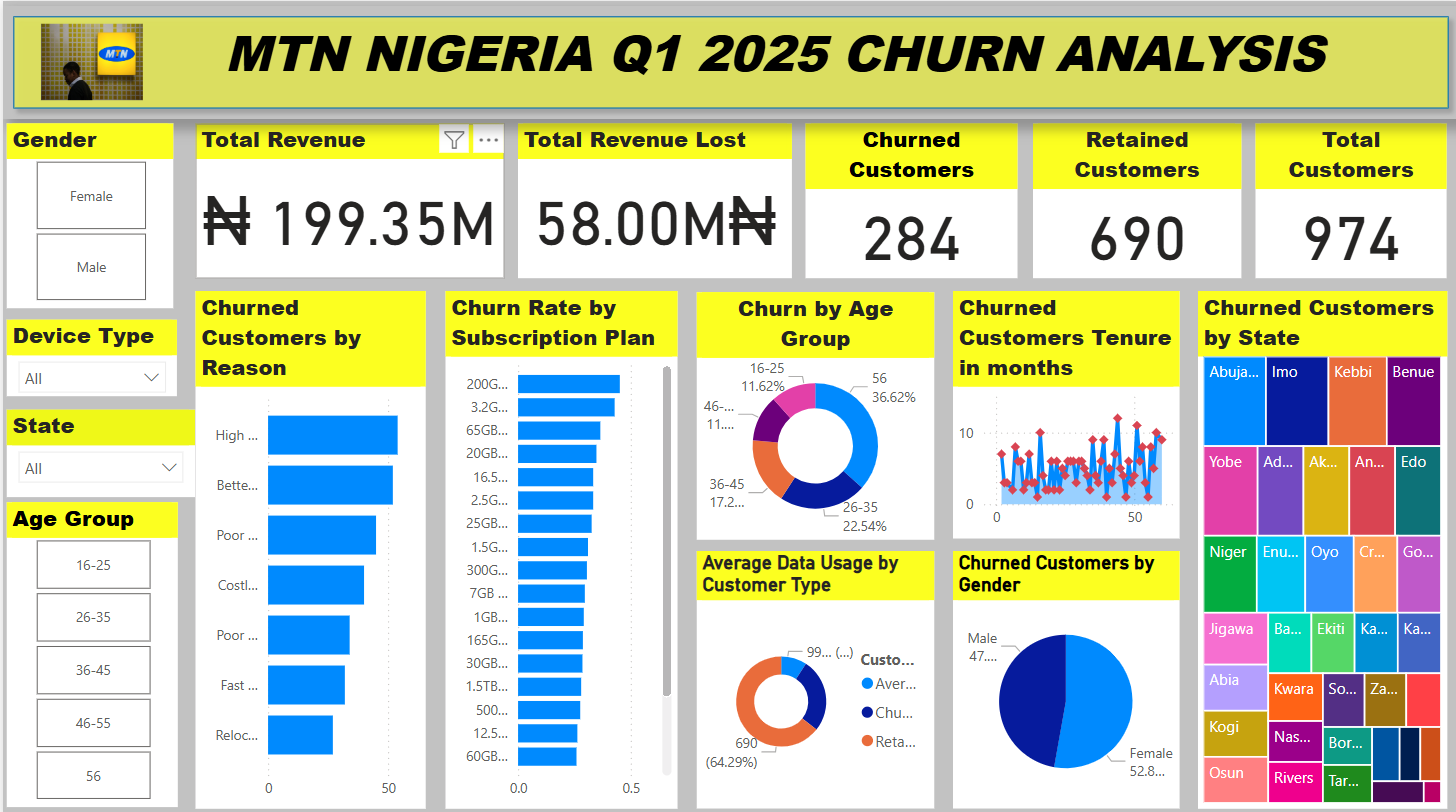 MTN
MTN NIGERIA Q1 2025 CHURN ANALYSIS
Gender
Female
Male
Device Type
All
State
All
Age Group
16-25
26-35
36-45
46-55
56
Total Revenue
₦ 199.35M
Total Revenue Lost
58.00M₦
Churned
Customers
284
Retained
Customers
690
Total
Customers
974
Churned
Customers by
Reason
High ...
Bette...
Poor ...
Costl...
Poor ...
Fast ...
Reloc...
0
50
Churn Rate by
Subscription Plan
200G...
3.2G...
65GB...
20GB...
16.5...
2.5G...
25GB...
1.5G...
300G...
7GB ...
1GB...
165G...
30GB...
1.5TB...
500...
12.5...
60GB...
0.0
0.5
Churn by Age
Group
16-25
11.62%
56
36.62%
46-...
11....
36-45
17.2...
26-35
22.54%
Average Data Usage by
Customer Type
99... (...)
690
(64.29%)
Custo...
Aver...
Chu...
Reta...
Churned
Customers Tenure
in months
10
0
0
50
Churned Customers by
Gender
Male
47....
Female
52.8...
Churned Customers
by State
Abuja...
Imo
Kebbi
Benue
Yobe
Ad...
Ak...
An...
Edo
Niger
Enu...
Oyo
Cr...
Go...
Jigawa
Ba...
Ekiti
Ka...
Ka...
Abia
Kwara
So...
Za...
Kogi
Nas...
Bor...
Osun
Rivers
Tar...